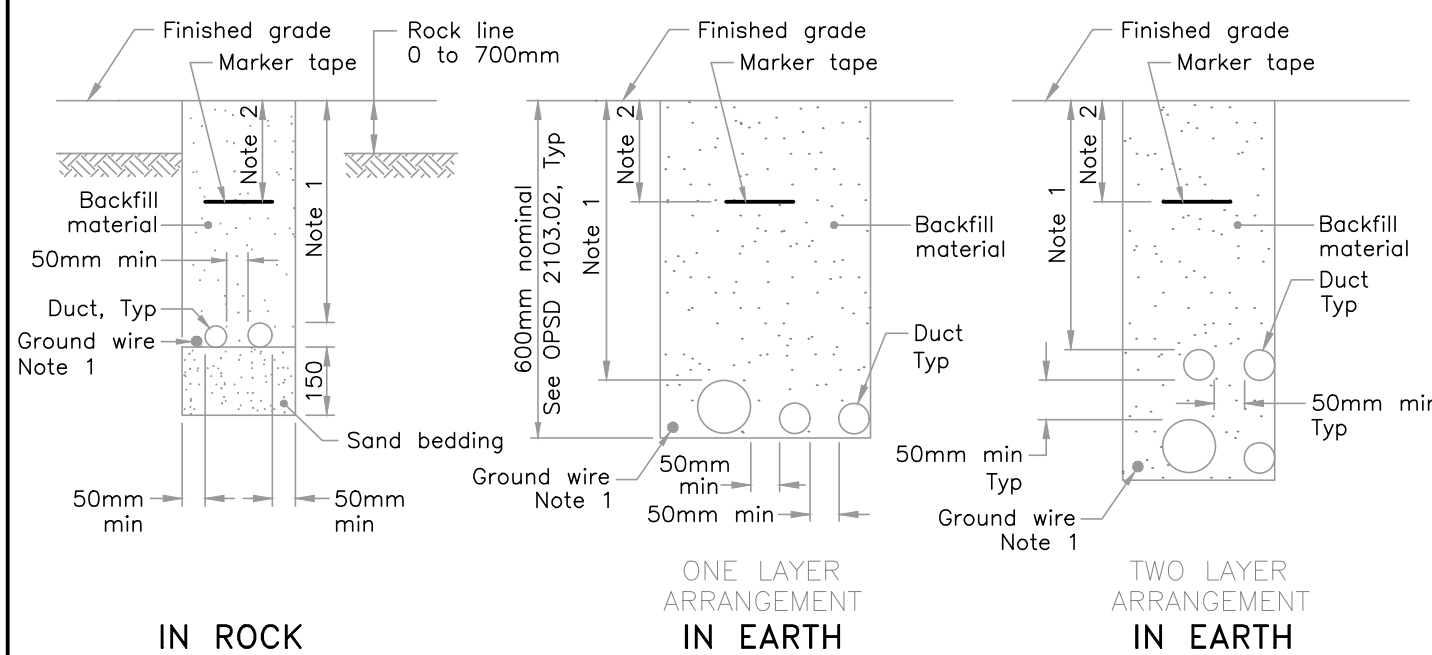 Finished grade
Marker tape
Rock line
0 to 700mm
Note 2
Note 1
Backfill
material
50mm min
Duct, Typ
Ground wire
Note 1
150
Sand bedding
50mm
min
50mm
min
IN ROCK
Finished grade
Marker tape
600mm nominal
See OPSD 2103.02, Typ
Note 1
Note 2
Backfill
material
Duct
Typ
Ground wire
Note 1
50mm
min
50mm min
ONE LAYER
ARRANGEMENT
IN EARTH
Finished grade
Marker tape
Note 1
Note 2
Backfill
material
Duct
Typ
50mm min
Typ
50mm min
Typ
Ground wire
Note 1
TWO LAYER
ARRANGEMENT
IN EARTH